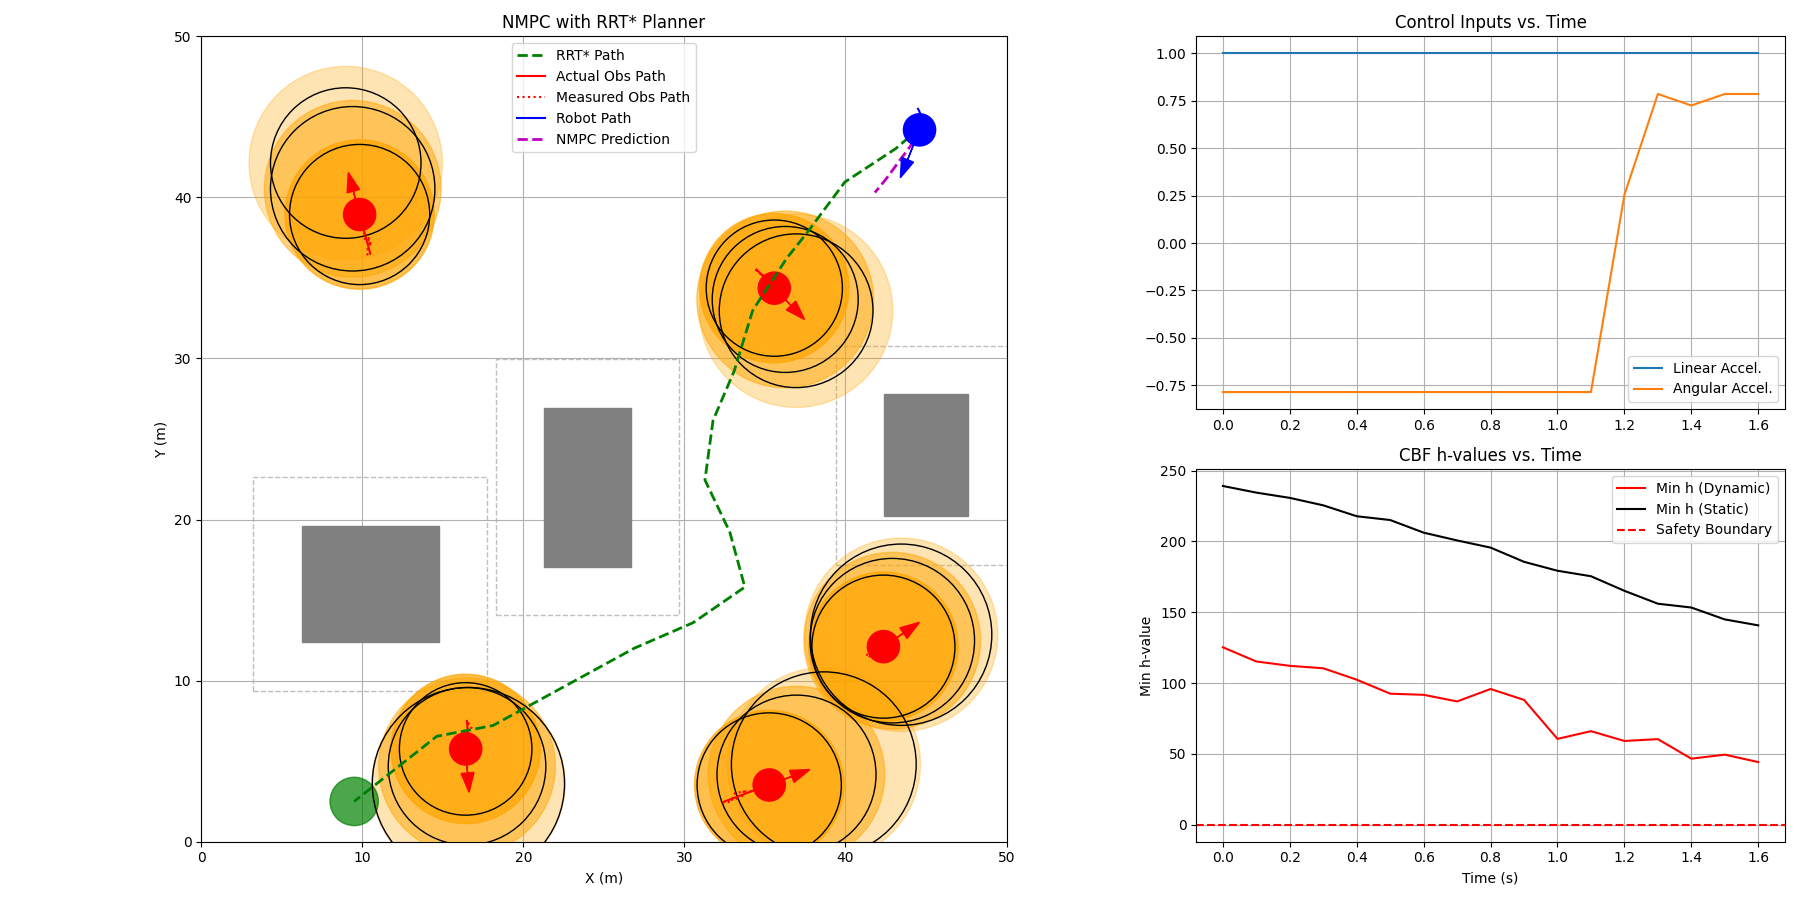 NMPC with RRT* Planner
50
40
30
20
10
0
Y (m)
0 10 20 30 40 50
X (m)
RRT* Path
Actual Obs Path
Measured Obs Path
Robot Path
NMPC Prediction
Control Inputs vs. Time
1.00
0.75
0.50
0.25
0.00
−0.25
−0.50
−0.75
0.0 0.2 0.4 0.6 0.8 1.0 1.2 1.4 1.6
Linear Accel.
Angular Accel.
CBF h-values vs. Time
250
200
150
100
50
0
Min h-value
0.0 0.2 0.4 0.6 0.8 1.0 1.2 1.4 1.6
Time (s)
Min h (Dynamic)
Min h (Static)
Safety Boundary